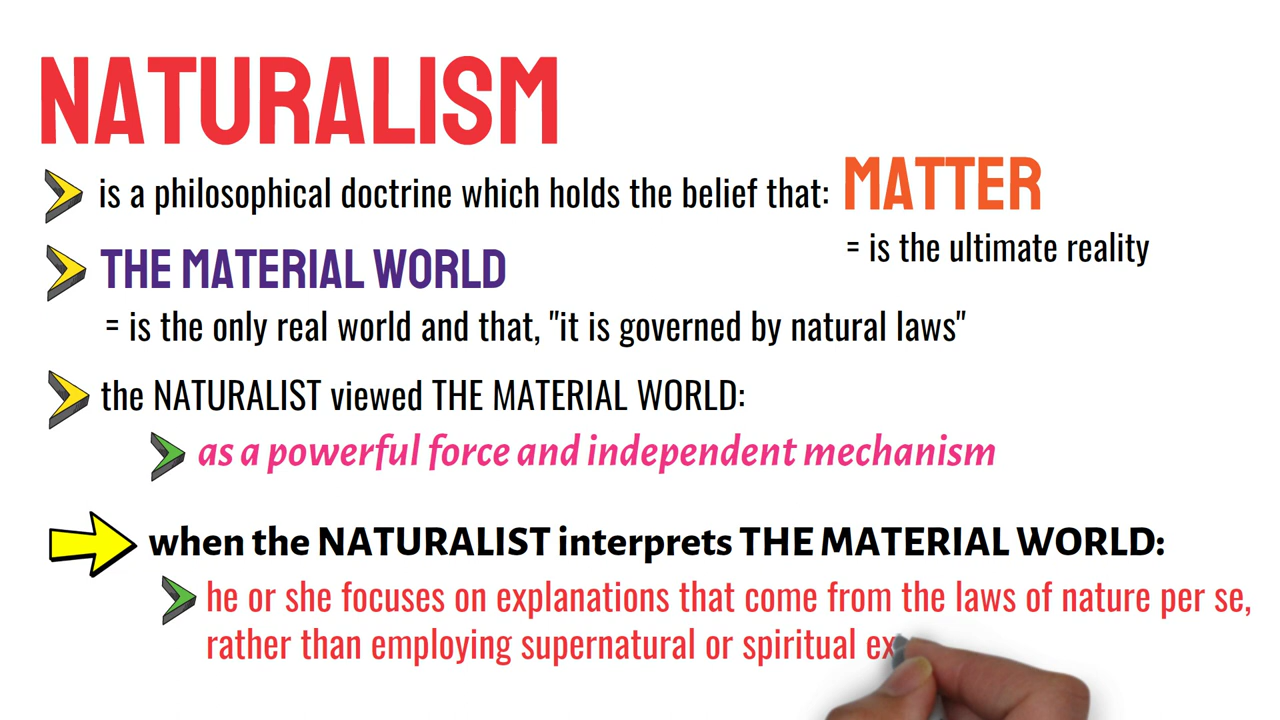 NATURALISM
is a philosophical doctrine which holds the belief that: MATTER
= is the ultimate reality
THE MATERIAL WORLD
= is the only real world and that, "it is governed by natural laws"
the NATURALIST viewed THE MATERIAL WORLD:
as a powerful force and independent mechanism
when the NATURALIST interprets THE MATERIAL WORLD:
he or she focuses on explanations that come from the laws of nature per se,
rather than employing supernatural or spiritual ex